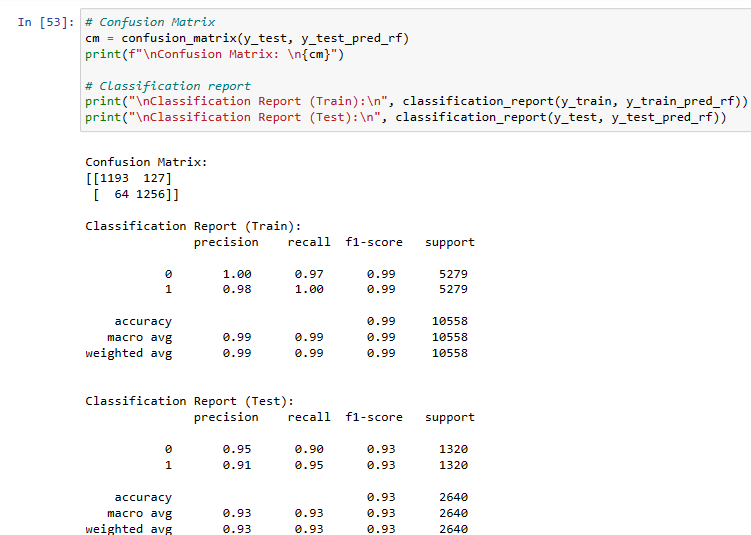 In [53]: # Confusion Matrix
cm = confusion_matrix(y_test, y_test_pred_rf)
print(f"\nConfusion Matrix: \n{cm}")
# Classification report
print("\nClassification Report (Train):\n", classification_report(y_train, y_train_pred_rf))
print("\nClassification Report (Test):\n", classification_report(y_test, y_test_pred_rf))
Confusion Matrix:
[[1193 127]
[ 64 1256]]
Classification Report (Train):
precision recall f1-score support
0 1.00 0.97 0.99 5279
1 0.98 1.00 0.99 5279
accuracy 0.99 10558
macro avg 0.99 0.99 0.99 10558
weighted avg 0.99 0.99 0.99 10558
Classification Report (Test):
precision recall f1-score support
0 0.95 0.90 0.93 1320
1 0.91 0.95 0.93 1320
accuracy 0.93 2640
macro avg 0.93 0.93 0.93 2640
weighted avg 0.93 0.93 0.93 2640